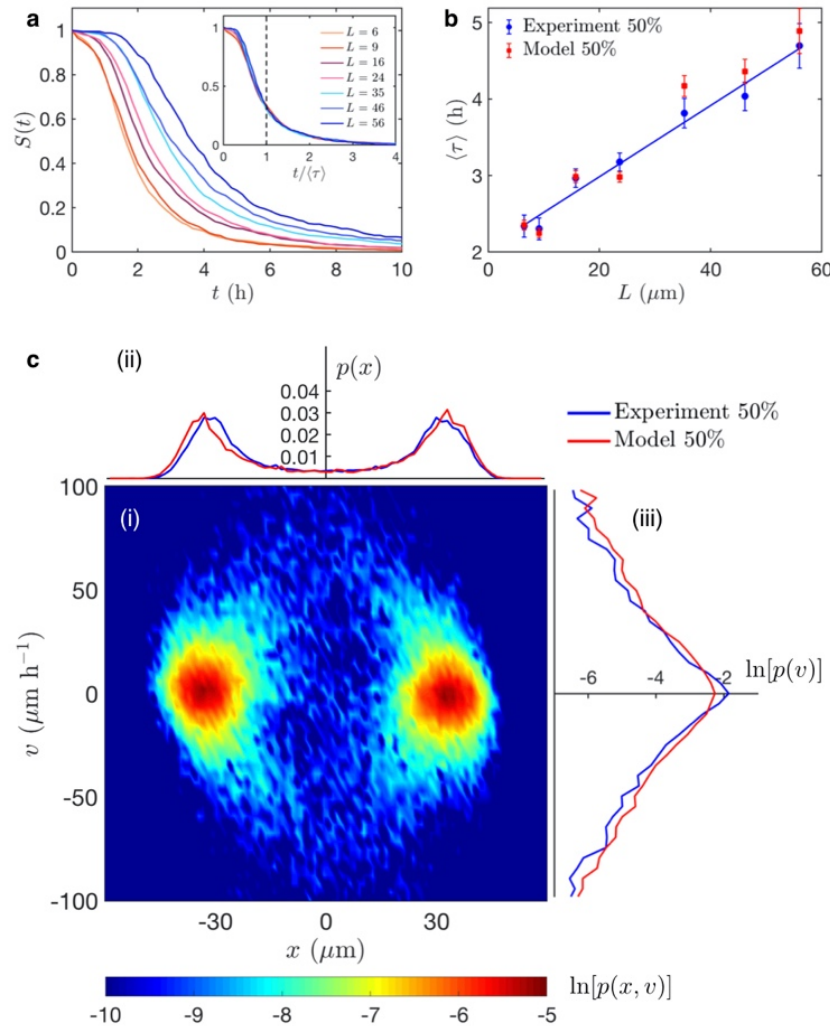 a
S(t)
1
0.8
0.6
0.4
0.2
0
0 2 4 6 8 10
t (h)
1
0.5
0
0 1 2 3 4
t/⟨τ⟩
L = 6
L = 9
L = 16
L = 24
L = 35
L = 46
L = 56
b
⟨τ⟩ (h)
5
4
3
2
0 20 40 60
L (μm)
Experiment 50%
Model 50%
c
(ii)
p(x)
0.04
0.03
0.02
0.01
Experiment 50%
Model 50%
(i)
v (μm h⁻¹)
100
50
0
-50
-100
-30 0 30
x (μm)
(iii)
ln[p(v)]
-6 -4 -2
ln[p(x, v)]
-10 -9 -8 -7 -6 -5